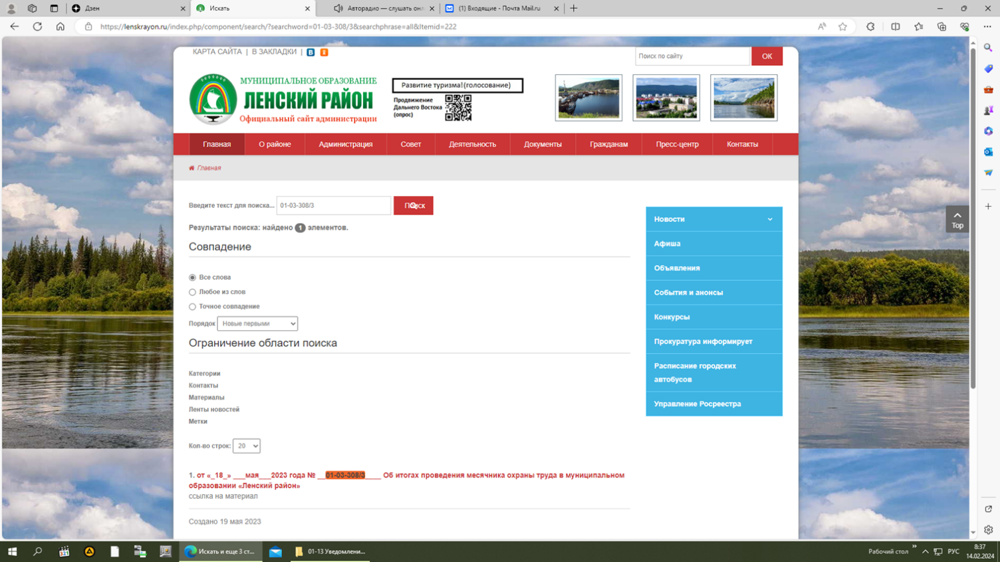 Дзен
Искать
Авторадио — слушать онл
(1) Входящие - Почта Mail.ru
https://lenskrayon.ru/index.php/component/search/?searchword=01-03-308/3&searchphrase=all&Itemid=222
КАРТА САЙТА | В ЗАКЛАДКИ |
Поиск по сайту
ОК
МУНИЦИПАЛЬНОЕ ОБРАЗОВАНИЕ
ЛЕНСКИЙ РАЙОН
Официальный сайт администрации
Развитие туризма!(голосование)
Продвижение
Дальнего Востока
(опрос)
Главная
О районе
Администрация
Совет
Деятельность
Документы
Гражданам
Пресс-центр
Контакты
Главная
Введите текст для поиска... 01-03-308/3 Поиск
Результаты поиска: найдено 1 элементов.
Совпадение
Все слова
Любое из слов
Точное совпадение
Порядок Новые первыми
Ограничение области поиска
Категории
Контакты
Материалы
Ленты новостей
Метки
Кол-во строк: 20
1. от «_18_» ___мая___2023 года № __01-03-308/3____ Об итогах проведения месячника охраны труда в муниципальном
образовании «Ленский район»
ссылка на материал
Создано 19 мая 2023
Новости
Афиша
Объявления
События и анонсы
Конкурсы
Прокуратура информирует
Расписание городских
автобусов
Управление Росреестра
Top
Искать и еще 3 ст...
01-13 Уведомлени...
Рабочий стол
РУС
8:37
14.02.2024